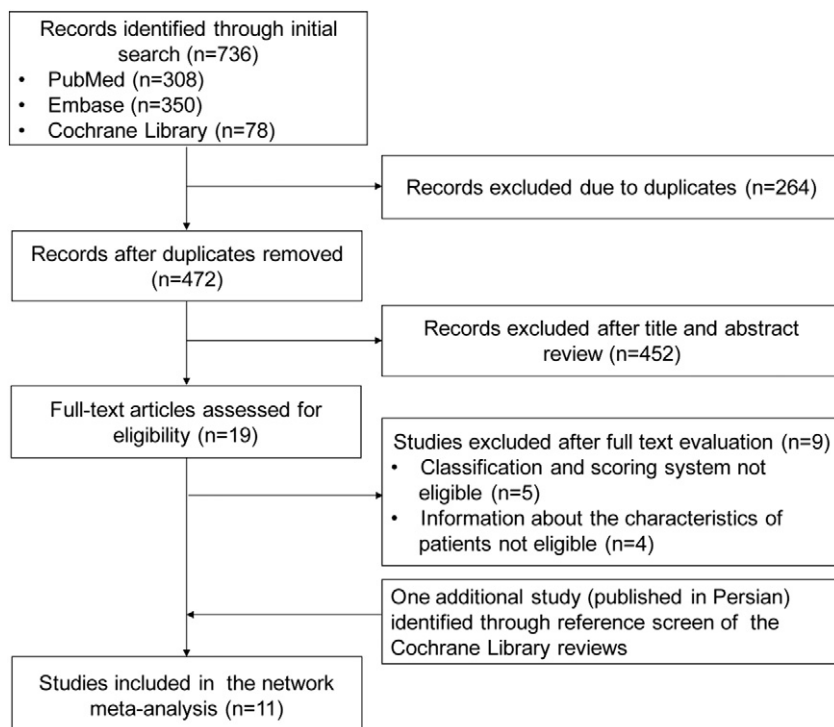 Records identified through initial
search (n=736)
• PubMed (n=308)
• Embase (n=350)
• Cochrane Library (n=78)
Records excluded due to duplicates (n=264)
Records after duplicates removed
(n=472)
Records excluded after title and abstract
review (n=452)
Full-text articles assessed for
eligibility (n=19)
Studies excluded after full text evaluation (n=9)
• Classification and scoring system not
eligible (n=5)
• Information about the characteristics of
patients not eligible (n=4)
One additional study (published in Persian)
identified through reference screen of the
Cochrane Library reviews
Studies included in the network
meta-analysis (n=11)